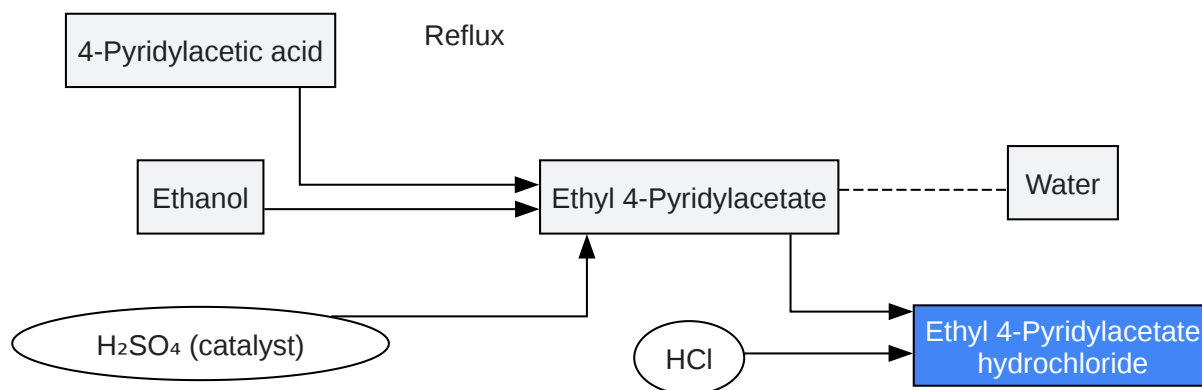 4-Pyridylacetic acid
Reflux
Ethanol
Ethyl 4-Pyridylacetate
Water
H₂SO₄ (catalyst)
HCl
Ethyl 4-Pyridylacetate
hydrochloride